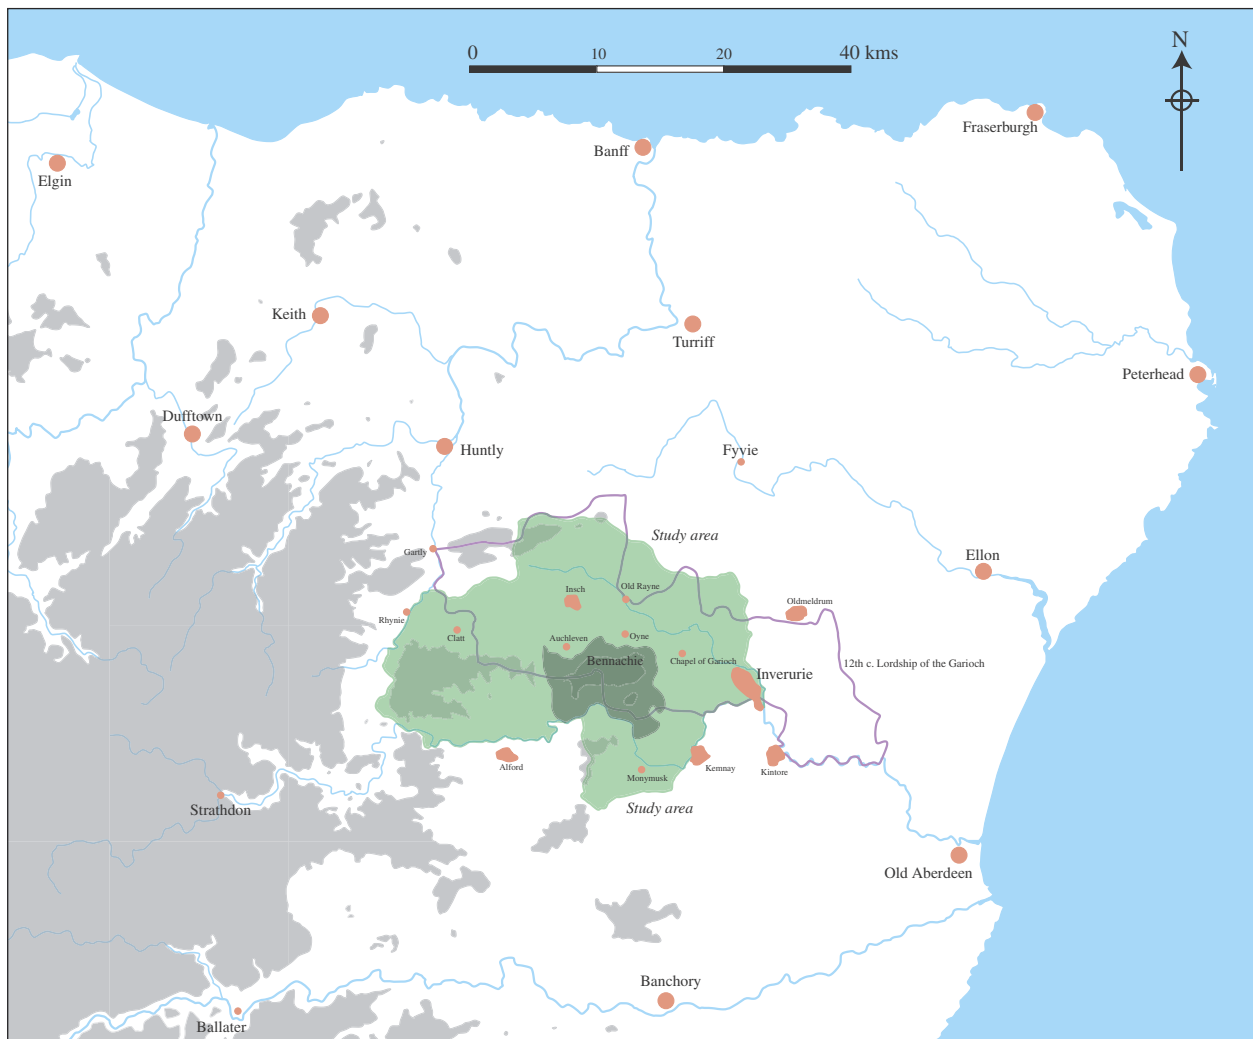 0
10
20
40 kms
N
Fraserburgh
Banff
Elgin
Keith
Turriff
Peterhead
Dufftown
Huntly
Fyvie
Study area
Gartly
Ellon
Insch
Old Rayne
Oldmeldrum
Rhynie
Clatt
Auchleven
Oyne
Bennachie
Chapel of Garioch
12th c. Lordship of the Garioch
Inverurie
Alford
Monymusk
Kemnay
Kintore
Strathdon
Study area
Old Aberdeen
Banchory
Ballater